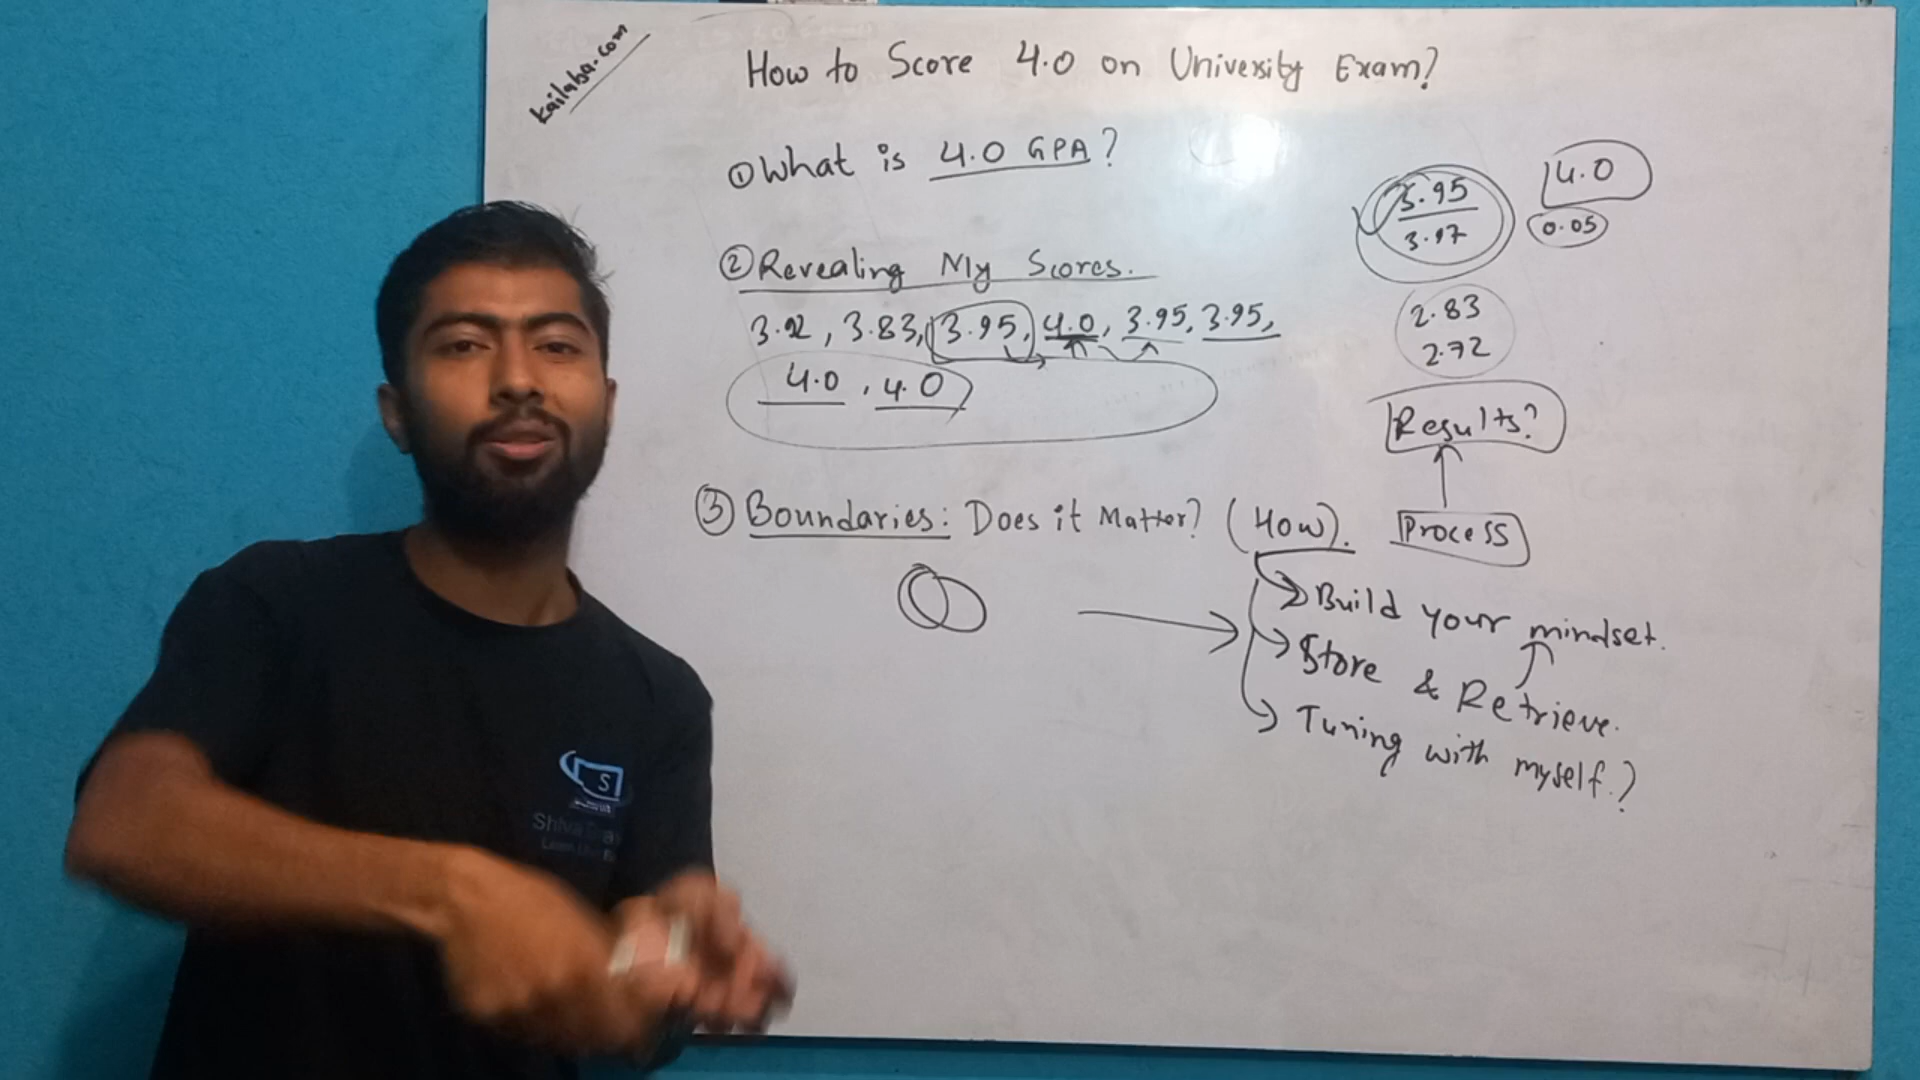 kailaba.com
How to Score 4.0 on University Exam?
① What is 4.0 GPA?
3.95
3.97
4.0
0.05
② Revealing My Scores.
3.92, 3.83, 3.95, 4.0, 3.95, 3.95,
4.0, 4.0
2.83
2.72
Results?
Process
③ Boundaries: Does it Matter? (How).
Build your mindset.
Store & Retrieve.
Tuning with myself.?
S